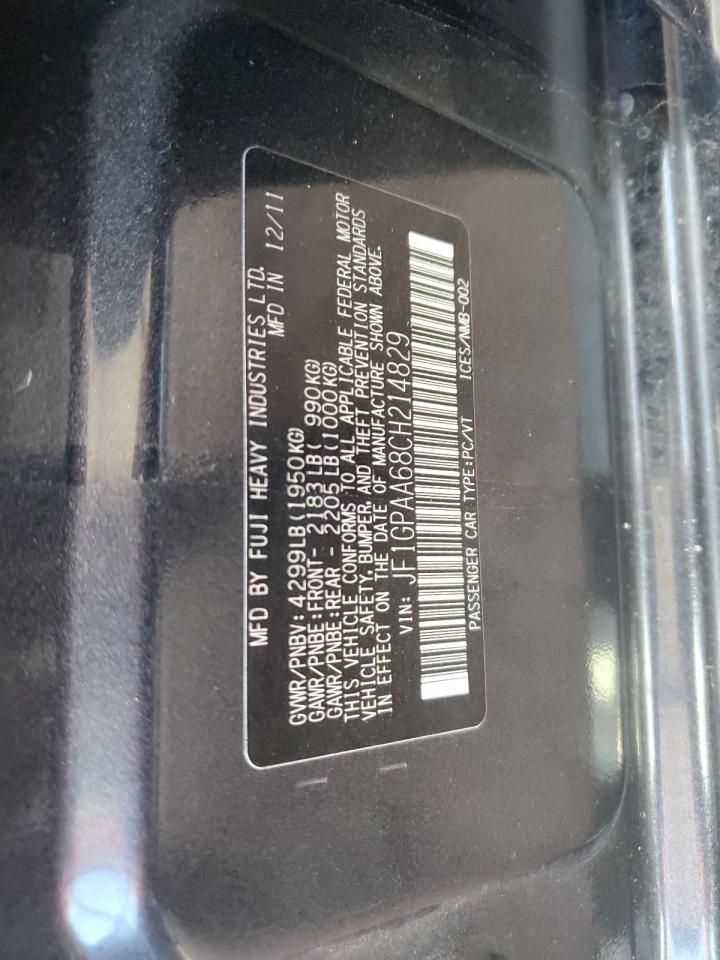 MFD BY FUJI HEAVY INDUSTRIES LTD.
MFD IN 12/11
GVWR/PNBV: 4299LB(1950KG)
GAWR/PNBE:FRONT- 2183LB( 990KG)
GAWR/PNBE:REAR - 2205LB(1000KG)
THIS VEHICLE CONFORMS TO ALL APPLICABLE FEDERAL MOTOR
VEHICLE SAFETY, BUMPER, AND THEFT PREVENTION STANDARDS
IN EFFECT ON THE DATE OF MANUFACTURE SHOWN ABOVE.
VIN: JF1GPAA68CH214829
PASSENGER CAR TYPE:PC/VT ICES/NMB-002